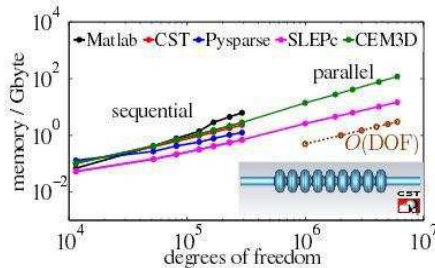 Matlab CST Pysparse SLEPc CEM3D
memory / Gbyte
10^4
10^2
10^0
10^-2
sequential
parallel
O(DOF)
CST
10^4 10^5 10^6 10^7
degrees of freedom